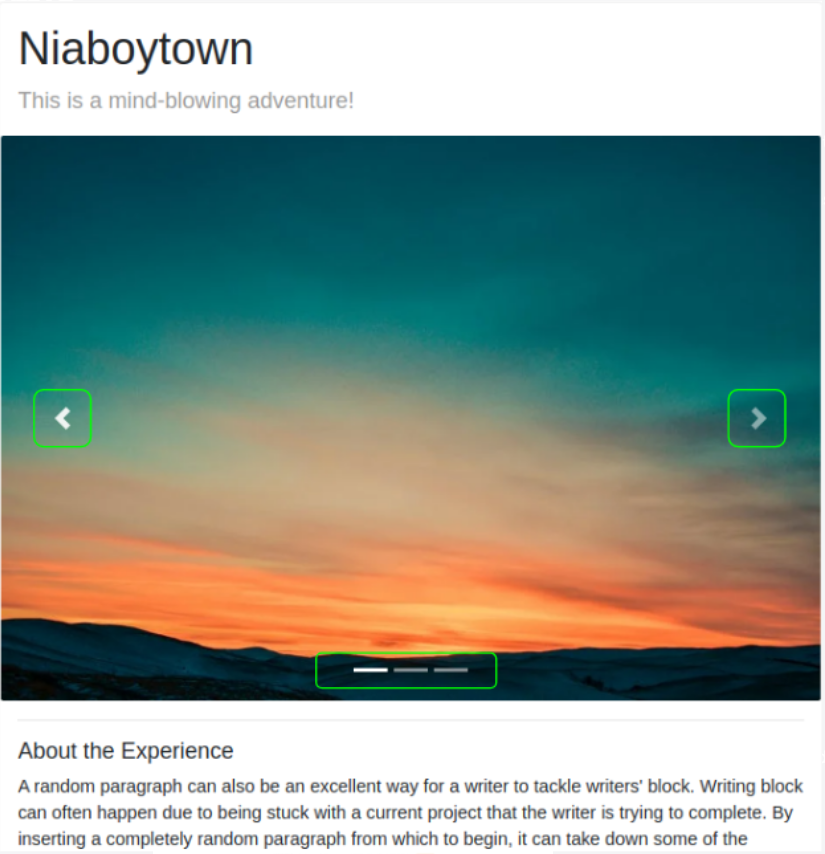 Niaboytown
This is a mind-blowing adventure!
About the Experience
A random paragraph can also be an excellent way for a writer to tackle writers' block. Writing block
can often happen due to being stuck with a current project that the writer is trying to complete. By
inserting a completely random paragraph from which to begin, it can take down some of the